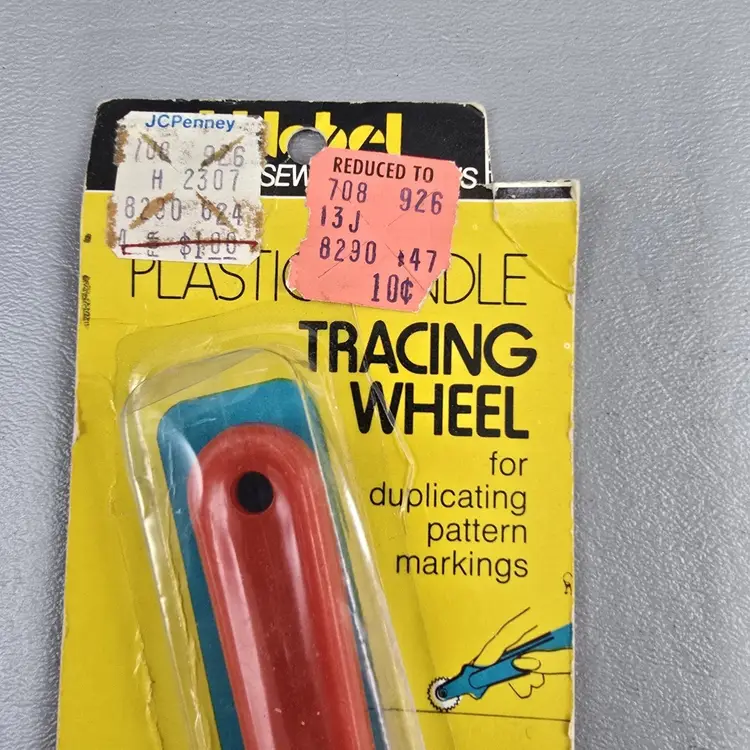 JCPenney
708 926
H 2307
8290 624
$1.00
REDUCED TO
708 926
13J
8290 $47
10¢
TRACING
WHEEL
for
duplicating
pattern
markings